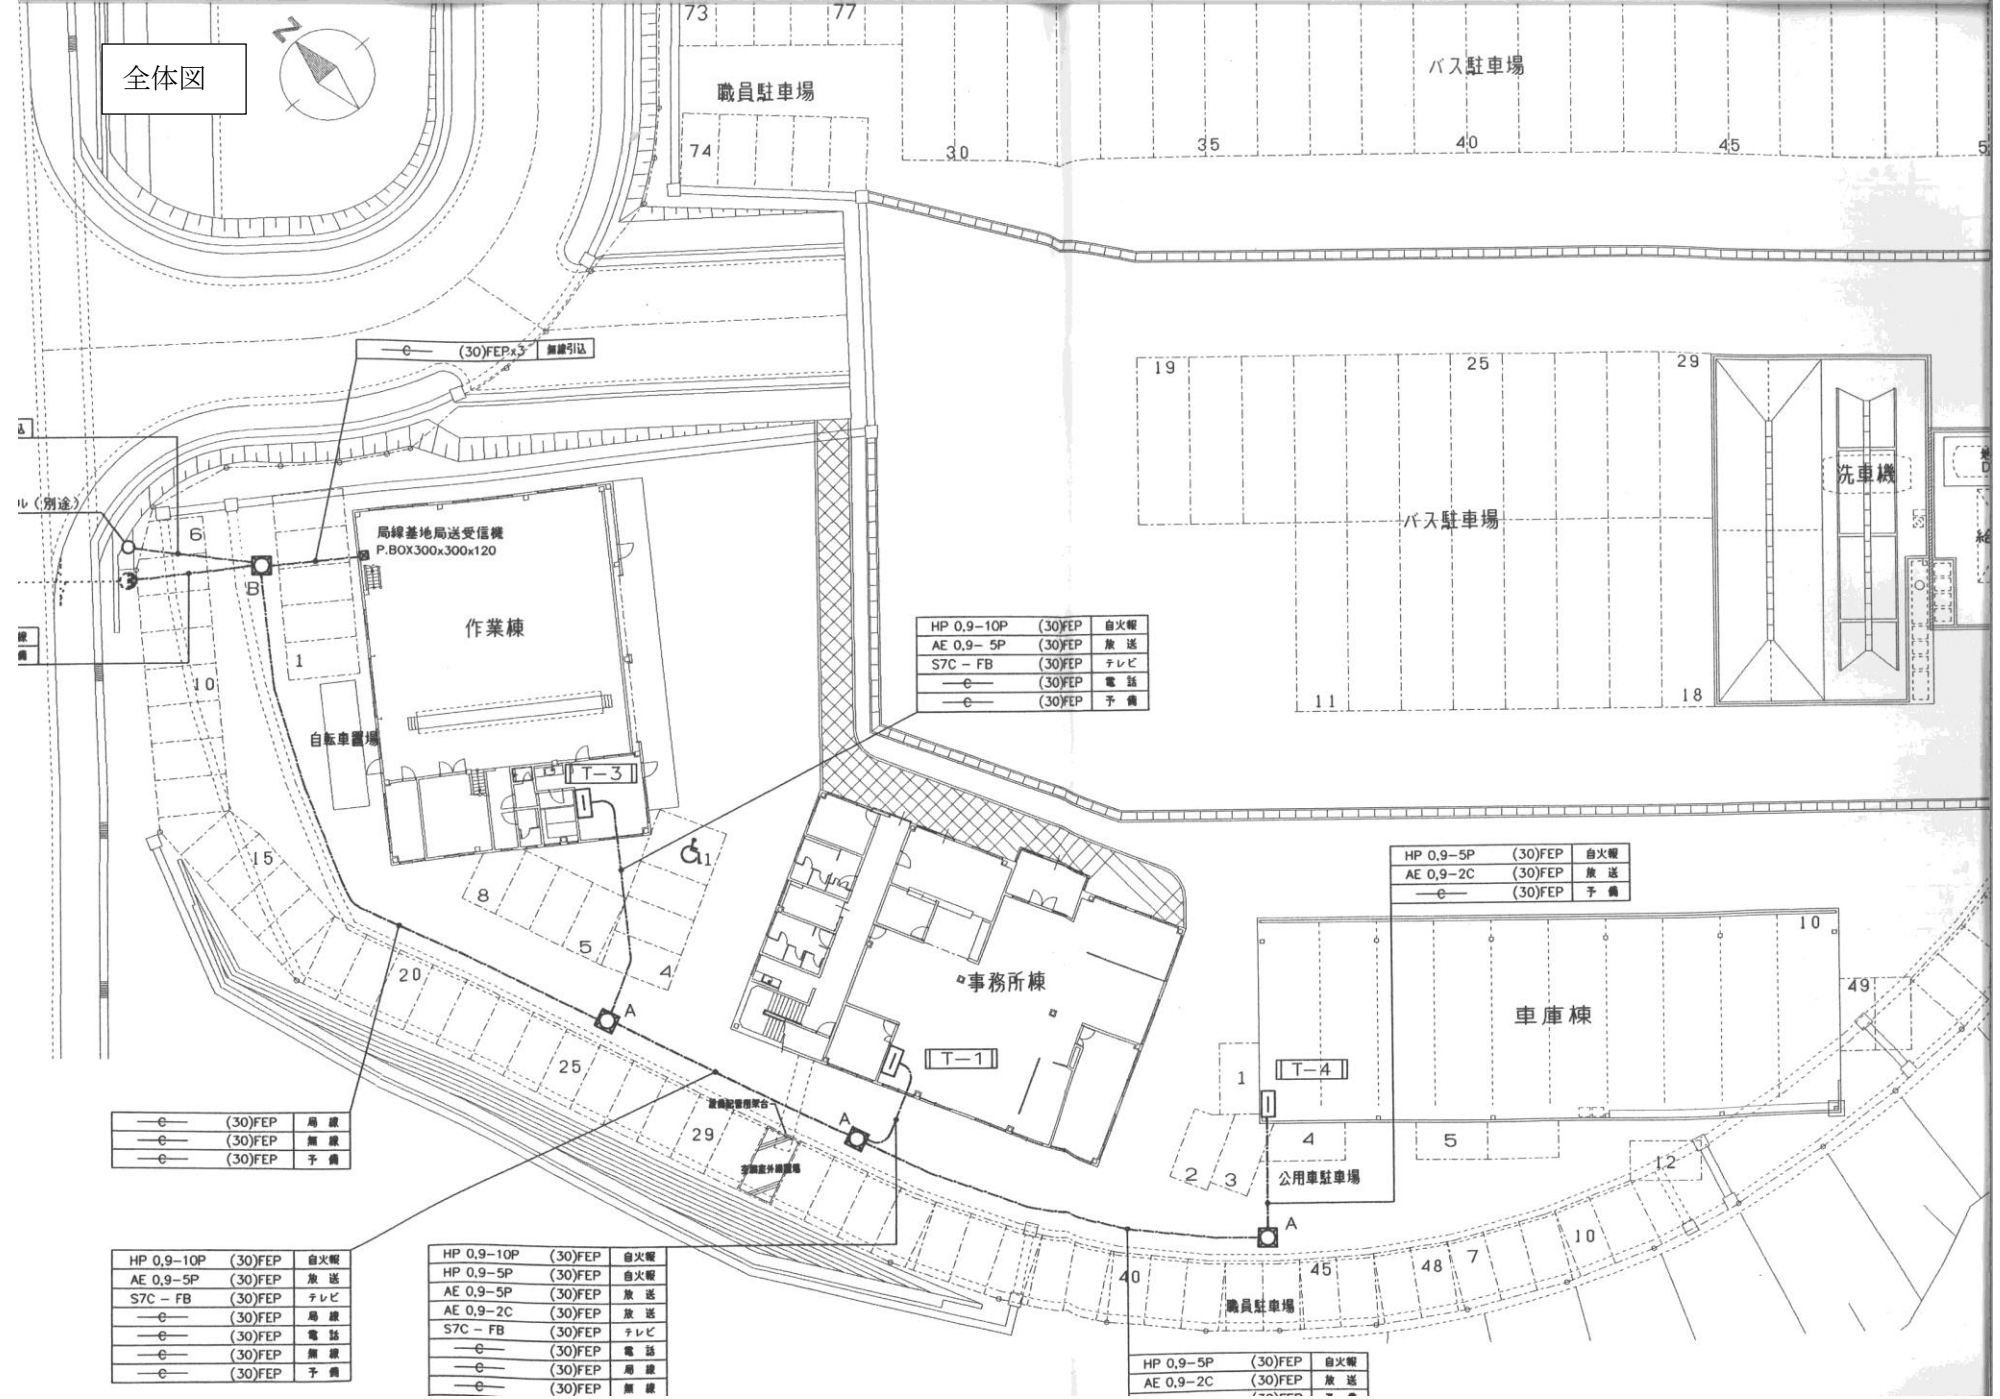 全体図
N
73
77
職員駐車場
74
バス駐車場
30
35
40
45
(30)FEPx3 無線引込
込
ル(別途)
線
備
局線基地局送受信機
P.BOX300x300x120
6
B
作業棟
1
10
自転車置場
T-3
HP 0,9-10P (30)FEP 自火報
AE 0,9- 5P (30)FEP 放送
S7C - FB (30)FEP テレビ
C (30)FEP 電話
C (30)FEP 予備
19
25
29
バス駐車場
11
18
洗車機
15
8
5
4
1
20
A
25
29
A
事務所棟
T-1
HP 0,9-5P (30)FEP 自火報
AE 0,9-2C (30)FEP 放送
C (30)FEP 予備
10
車庫棟
49
T-4
1
2
3
4
5
公用車駐車場
12
A
40
45
48
7
10
職員駐車場
C (30)FEP 局線
C (30)FEP 無線
C (30)FEP 予備
HP 0,9-10P (30)FEP 自火報
AE 0,9-5P (30)FEP 放送
S7C - FB (30)FEP テレビ
C (30)FEP 局線
C (30)FEP 電話
C (30)FEP 無線
C (30)FEP 予備
HP 0,9-10P (30)FEP 自火報
HP 0,9-5P (30)FEP 自火報
AE 0,9-5P (30)FEP 放送
AE 0,9-2C (30)FEP 放送
S7C - FB (30)FEP テレビ
C (30)FEP 電話
C (30)FEP 局線
C (30)FEP 無線
HP 0,9-5P (30)FEP 自火報
AE 0,9-2C (30)FEP 放送